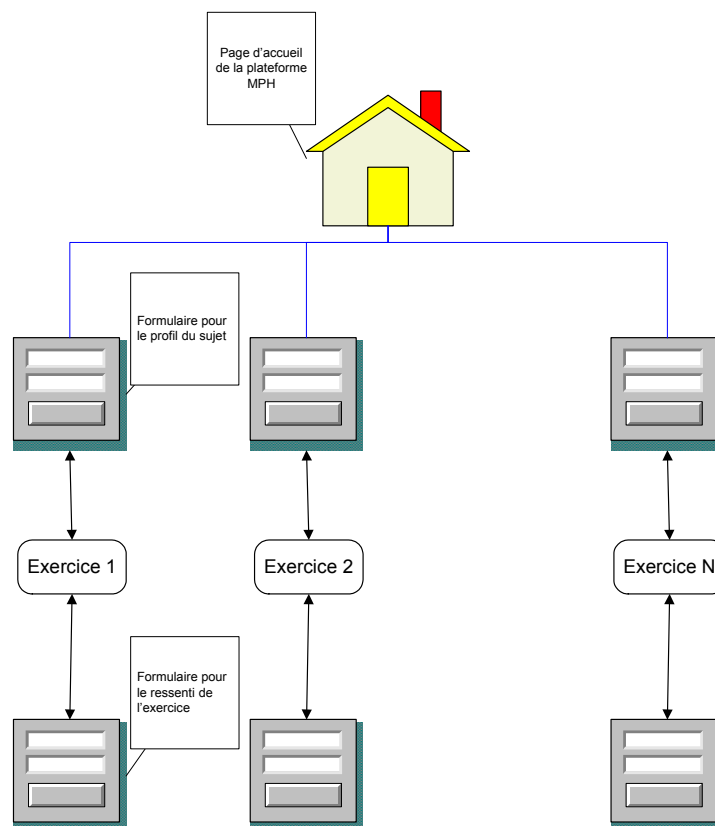 Page d’accueil
de la plateforme
MPH
Formulaire pour
le profil du sujet
Exercice 1
Exercice 2
Exercice N
Formulaire pour
le ressenti de
l’exercice